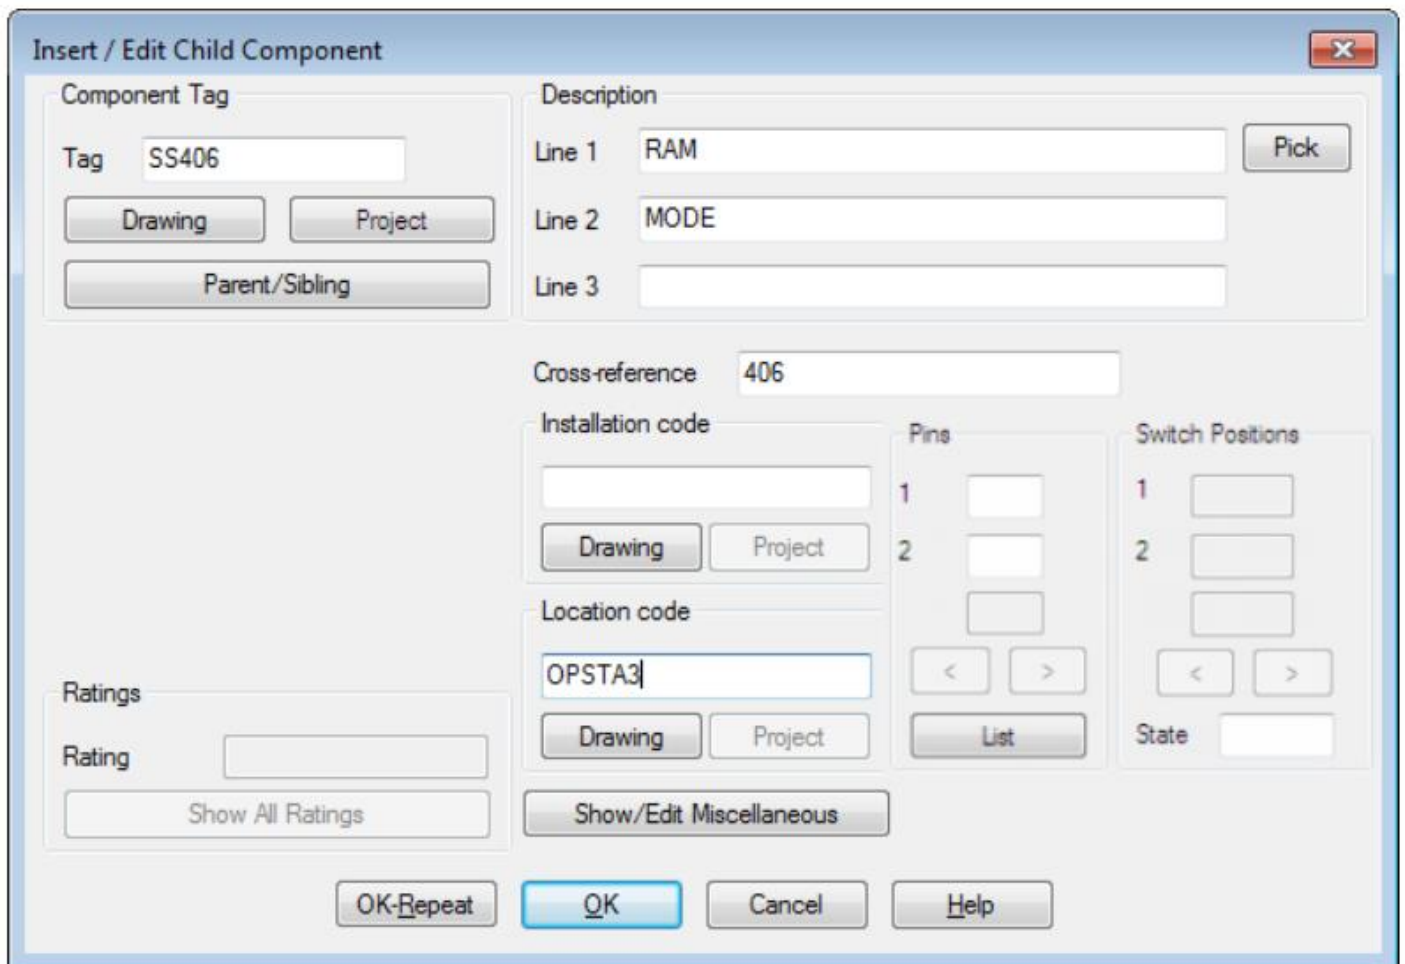 Insert / Edit Child Component
Component Tag
Tag SS406
Drawing Project
Parent/Sibling
Description
Line 1 RAM Pick
Line 2 MODE
Line 3
Cross-reference 406
Installation code
Drawing Project
Location code
OPSTA3
Drawing Project
Pins
1
2
< >
List
Switch Positions
1
2
< >
State
Ratings
Rating
Show All Ratings
Show/Edit Miscellaneous
OK-Repeat OK Cancel Help